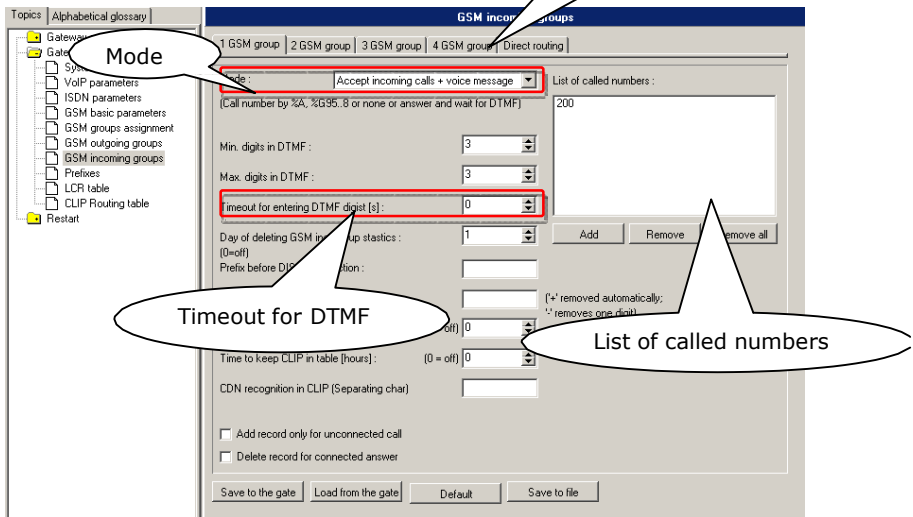 Topics Alphabetical glossary
Gateway
Gate
VoIP parameters
ISDN parameters
GSM basic parameters
GSM groups assignment
GSM outgoing groups
GSM incoming groups
Prefixes
LCR table
CLIP Routing table
Restart
Mode
GSM incoming groups
1 GSM group 2 GSM group 3 GSM group 4 GSM group Direct routing
Mode : Accept incoming calls + voice message
(Call number by %A, %G95..8 or none or answer and wait for DTMF)
Min. digits in DTMF : 3
Max. digits in DTMF : 3
Timeout for entering DTMF digist [s] : 0
Day of deleting GSM in up stastics : 1
(0=off)
Prefix before
off) 0
Time to keep CLIP in table [hours] : (0 = off) 0
CDN recognition in CLIP (Separating char)
Add record only for unconnected call
Delete record for connected answer
Save to the gate Load from the gate Default Save to file
List of called numbers :
200
Add Remove emove all
('+' removed automatically;
'-' removes one digit)
Timeout for DTMF
List of called numbers